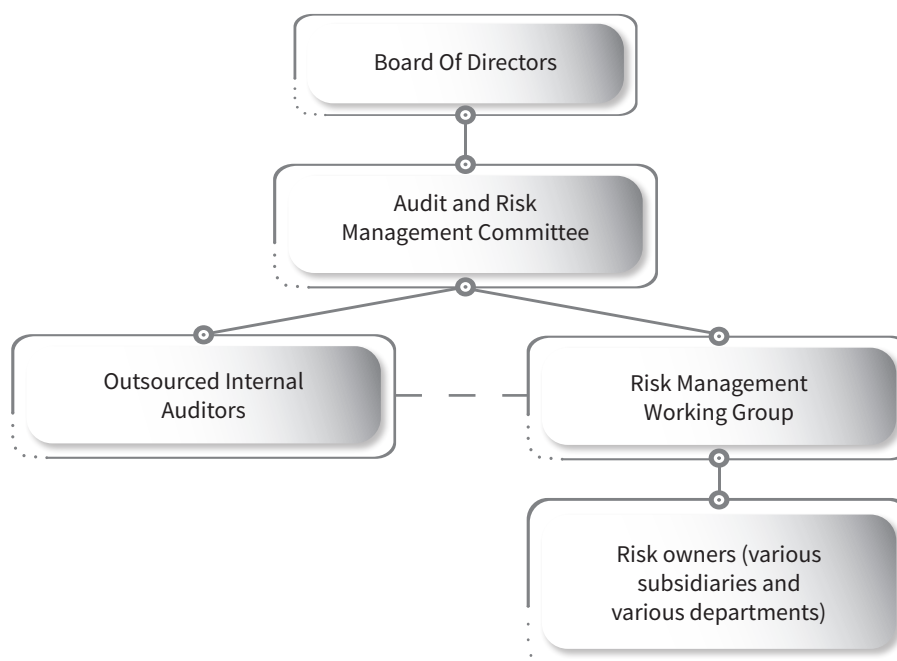 Board Of Directors
Audit and Risk
Management Committee
Outsourced Internal
Auditors
Risk Management
Working Group
Risk owners (various
subsidiaries and
various departments)